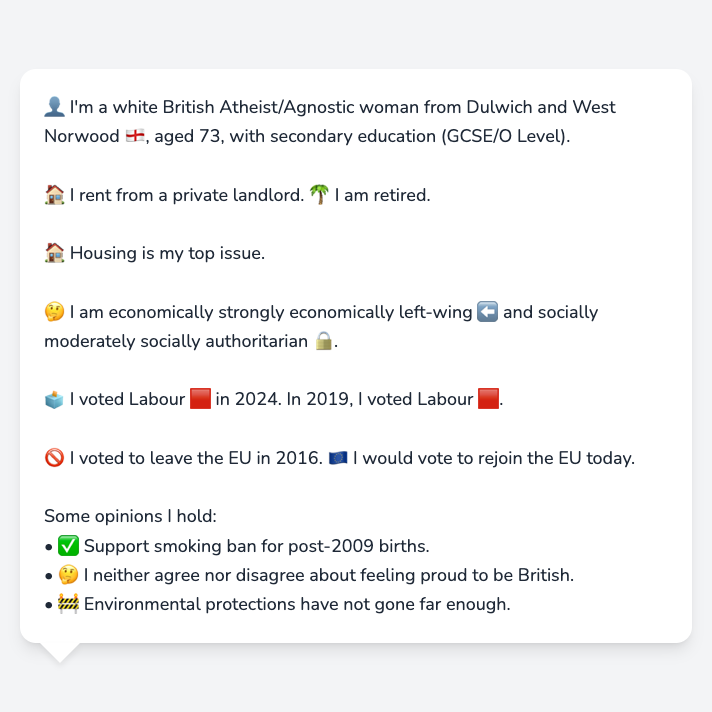 👤 I'm a white British Atheist/Agnostic woman from Dulwich and West
Norwood 🏴󠁧󠁢󠁥󠁮󠁧󠁿, aged 73, with secondary education (GCSE/O Level).
🏠 I rent from a private landlord. 🌴 I am retired.
🏠 Housing is my top issue.
🤔 I am economically strongly economically left-wing ⬅️ and socially
moderately socially authoritarian 🔒.
🗳️ I voted Labour 🟥 in 2024. In 2019, I voted Labour 🟥.
🚫 I voted to leave the EU in 2016. 🇪🇺 I would vote to rejoin the EU today.
Some opinions I hold:
• ✅ Support smoking ban for post-2009 births.
• 🤔 I neither agree nor disagree about feeling proud to be British.
• 🚧 Environmental protections have not gone far enough.